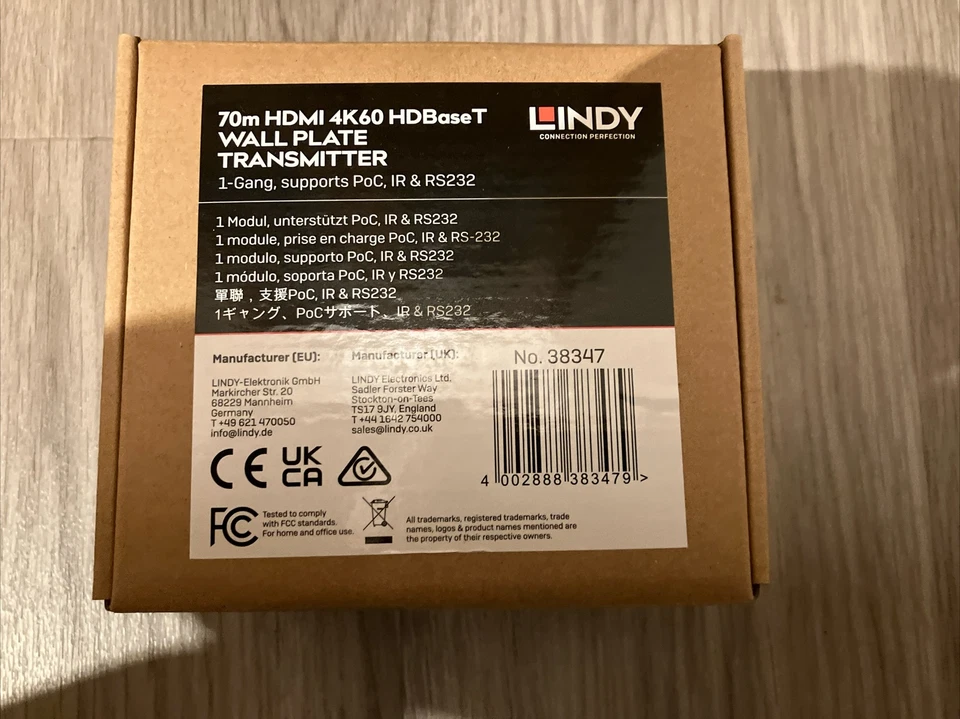 70m HDMI 4K60 HDBaseT
WALL PLATE
TRANSMITTER
1-Gang, supports PoC, IR & RS232
LINDY
CONNECTION PERFECTION
1 Modul, unterstützt PoC, IR & RS232
1 module, prise en charge PoC, IR & RS-232
1 modulo, supporto PoC, IR & RS232
1 módulo, soporta PoC, IR y RS232
單聯，支援PoC, IR & RS232
1ギャング、PoCサポート、IR & RS232
Manufacturer (EU):
LINDY-Elektronik GmbH
Markircher Str. 20
68229 Mannheim
Germany
T +49 621 470050
info@lindy.de
Manufacturer (UK):
LINDY Electronics Ltd.
Sadler Forster Way
Stockton-on-Tees
TS17 9JY, England
T +44 1642 754000
sales@lindy.co.uk
No. 38347
4 002888 383479 >
CE
UK
CA
FC
Tested to comply
with FCC standards.
For home and office use.
All trademarks, registered trademarks, trade
names, logos & product names mentioned are
the property of their respective owners.